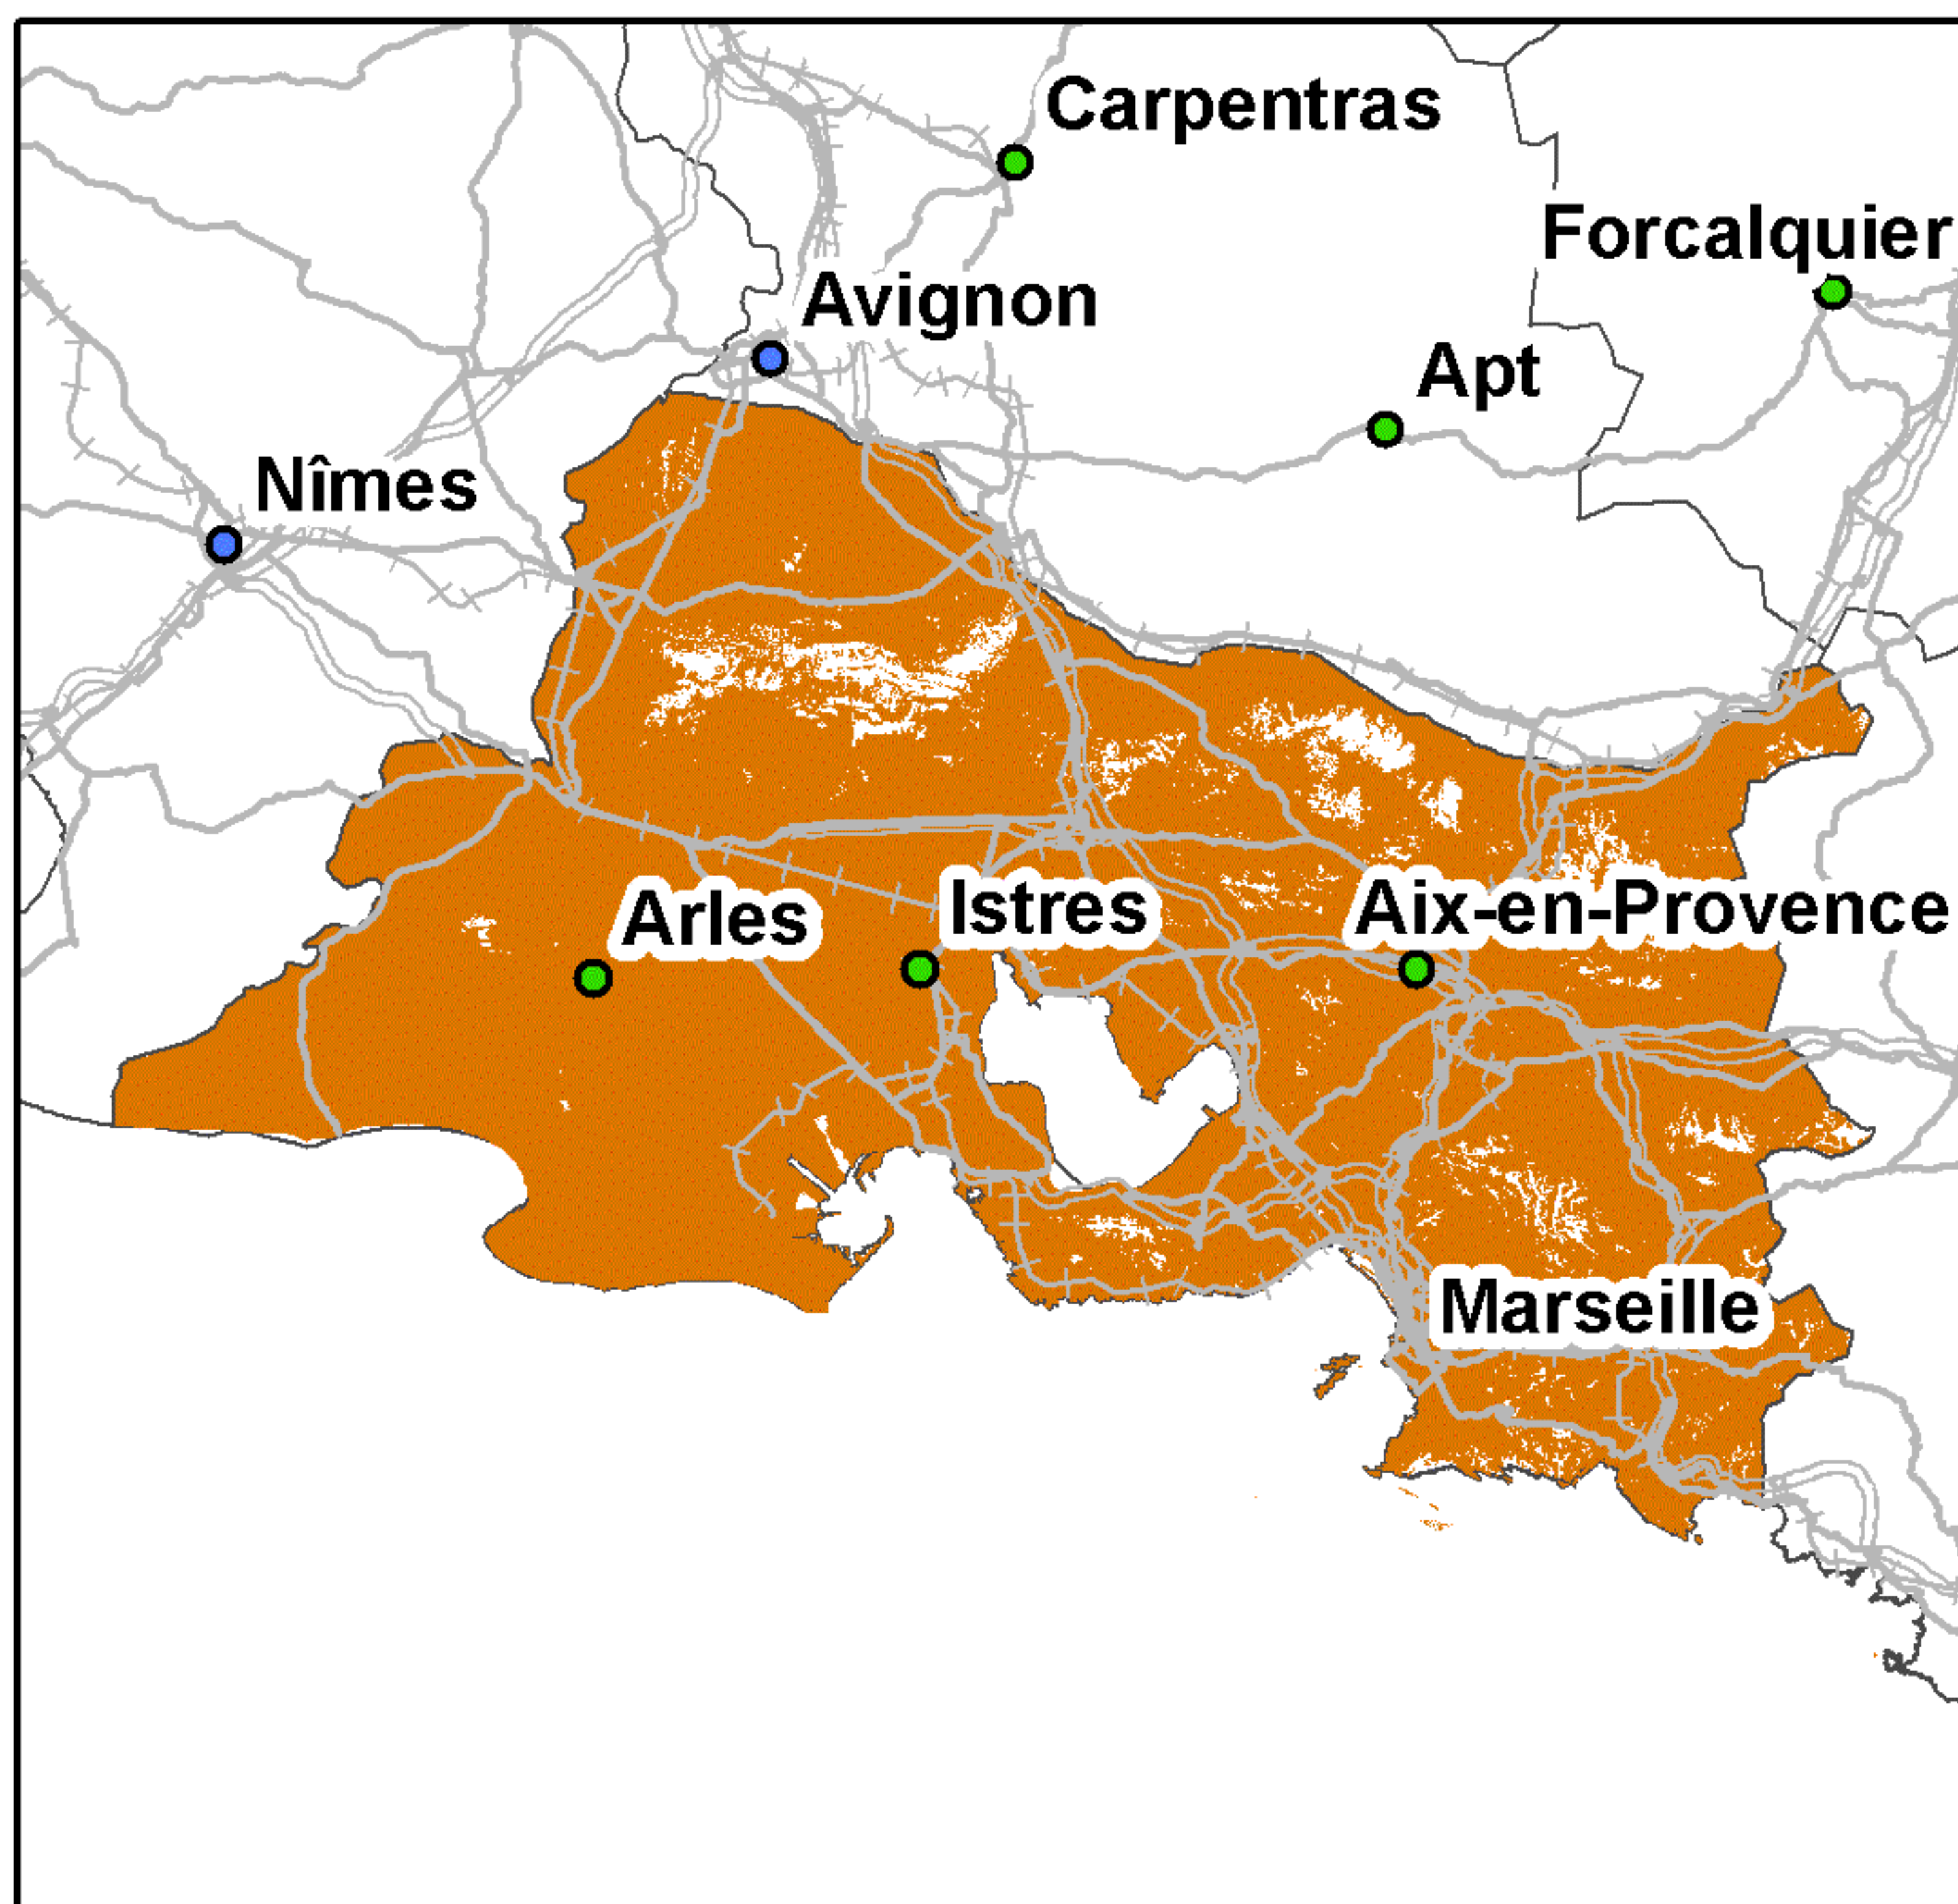 Carpentras
Forcalquier
Avignon
Apt
Nîmes
Arles
Istres
Aix-en-Provence
Marseille